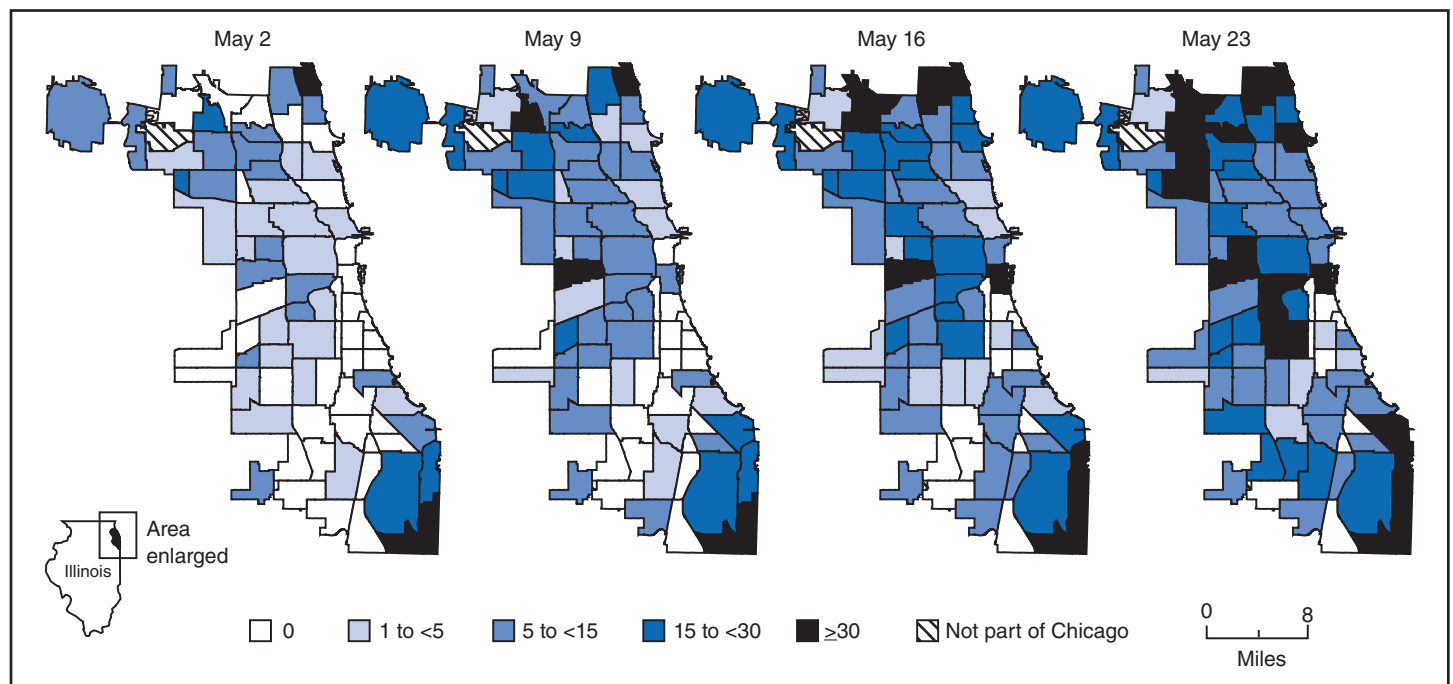 May 2
May 9
May 16
May 23
Area
enlarged
Illinois
0
1 to <5
5 to <15
15 to <30
≥30
Not part of Chicago
0
8
Miles